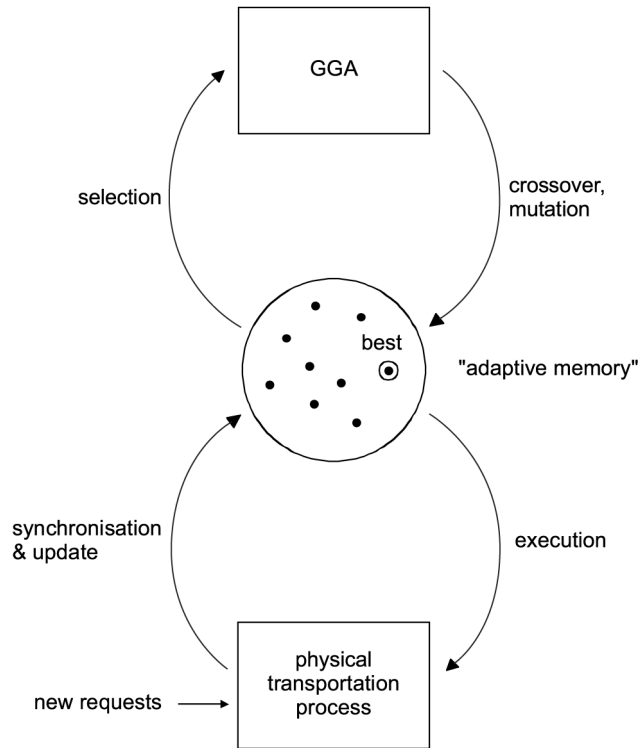 GGA
selection
crossover,
mutation
best
"adaptive memory"
synchronisation
& update
execution
physical
transportation
process
new requests